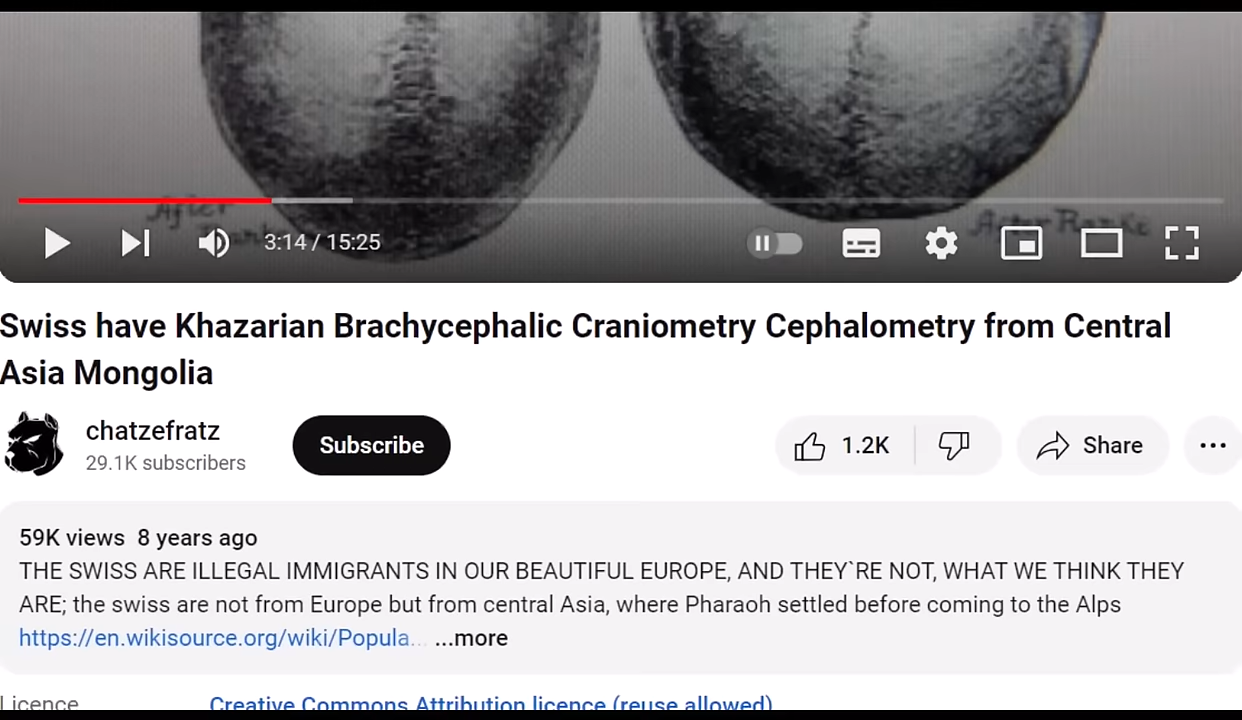 After
After Ranke
3:14 / 15:25
Swiss have Khazarian Brachycephalic Craniometry Cephalometry from Central
Asia Mongolia
chatzefratz
29.1K subscribers
Subscribe
1.2K
Share
59K views 8 years ago
THE SWISS ARE ILLEGAL IMMIGRANTS IN OUR BEAUTIFUL EUROPE, AND THEY`RE NOT, WHAT WE THINK THEY
ARE; the swiss are not from Europe but from central Asia, where Pharaoh settled before coming to the Alps
https://en.wikisource.org/wiki/Popula... ...more
Licence
Creative Commons Attribution licence (reuse allowed)